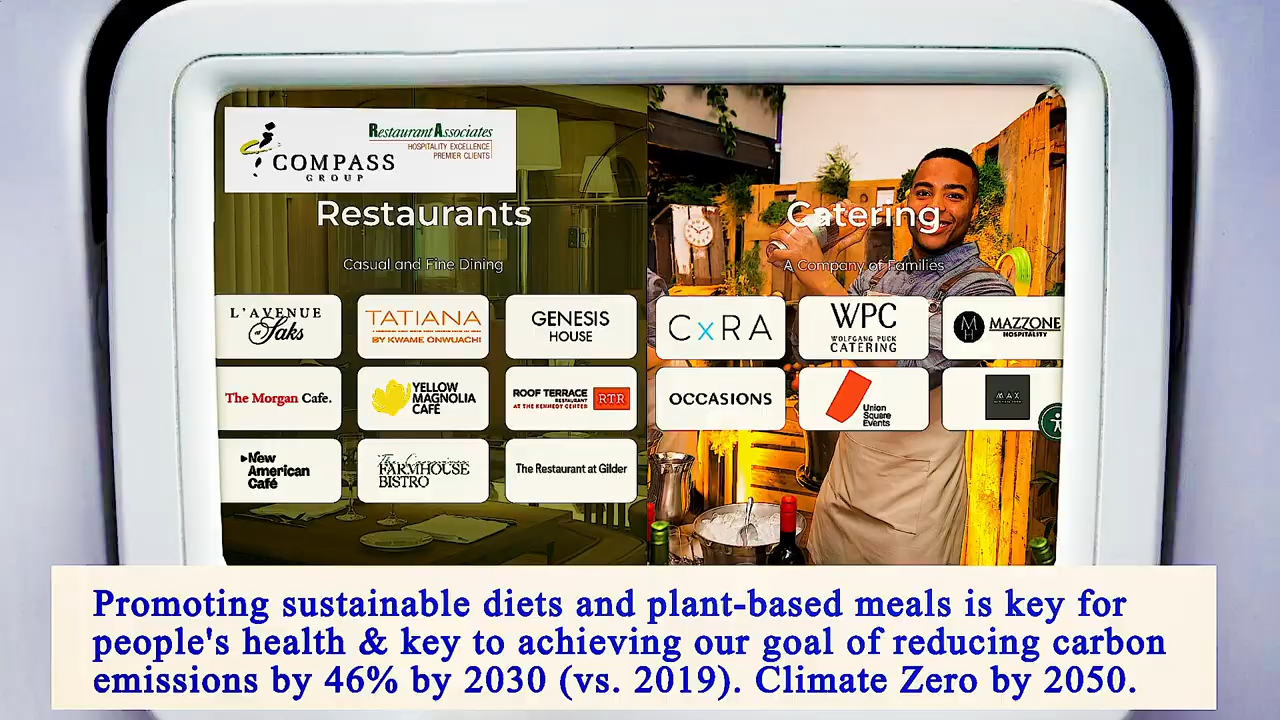 COMPASS
GROUP
Restaurant Associates
HOSPITALITY EXCELLENCE
PREMIER CLIENTS
Restaurants
Casual and Fine Dining
L'AVENUE
at Saks
TATIANA
BY KWAME ONWUACHI
GENESIS
HOUSE
The Morgan Cafe.
YELLOW
MAGNOLIA
CAFÉ
ROOF TERRACE
RESTAURANT
AT THE KENNEDY CENTER
RTR
New
American
Café
FARMHOUSE
BISTRO
The Restaurant at Gilder
Catering
A Company of Families
CxRA
WPC
WOLFGANG PUCK
CATERING
M
H
MAZZONE
HOSPITALITY
OCCASIONS
Union
Square
Events
MAX
Promoting sustainable diets and plant-based meals is key for
people's health & key to achieving our goal of reducing carbon
emissions by 46% by 2030 (vs. 2019). Climate Zero by 2050.